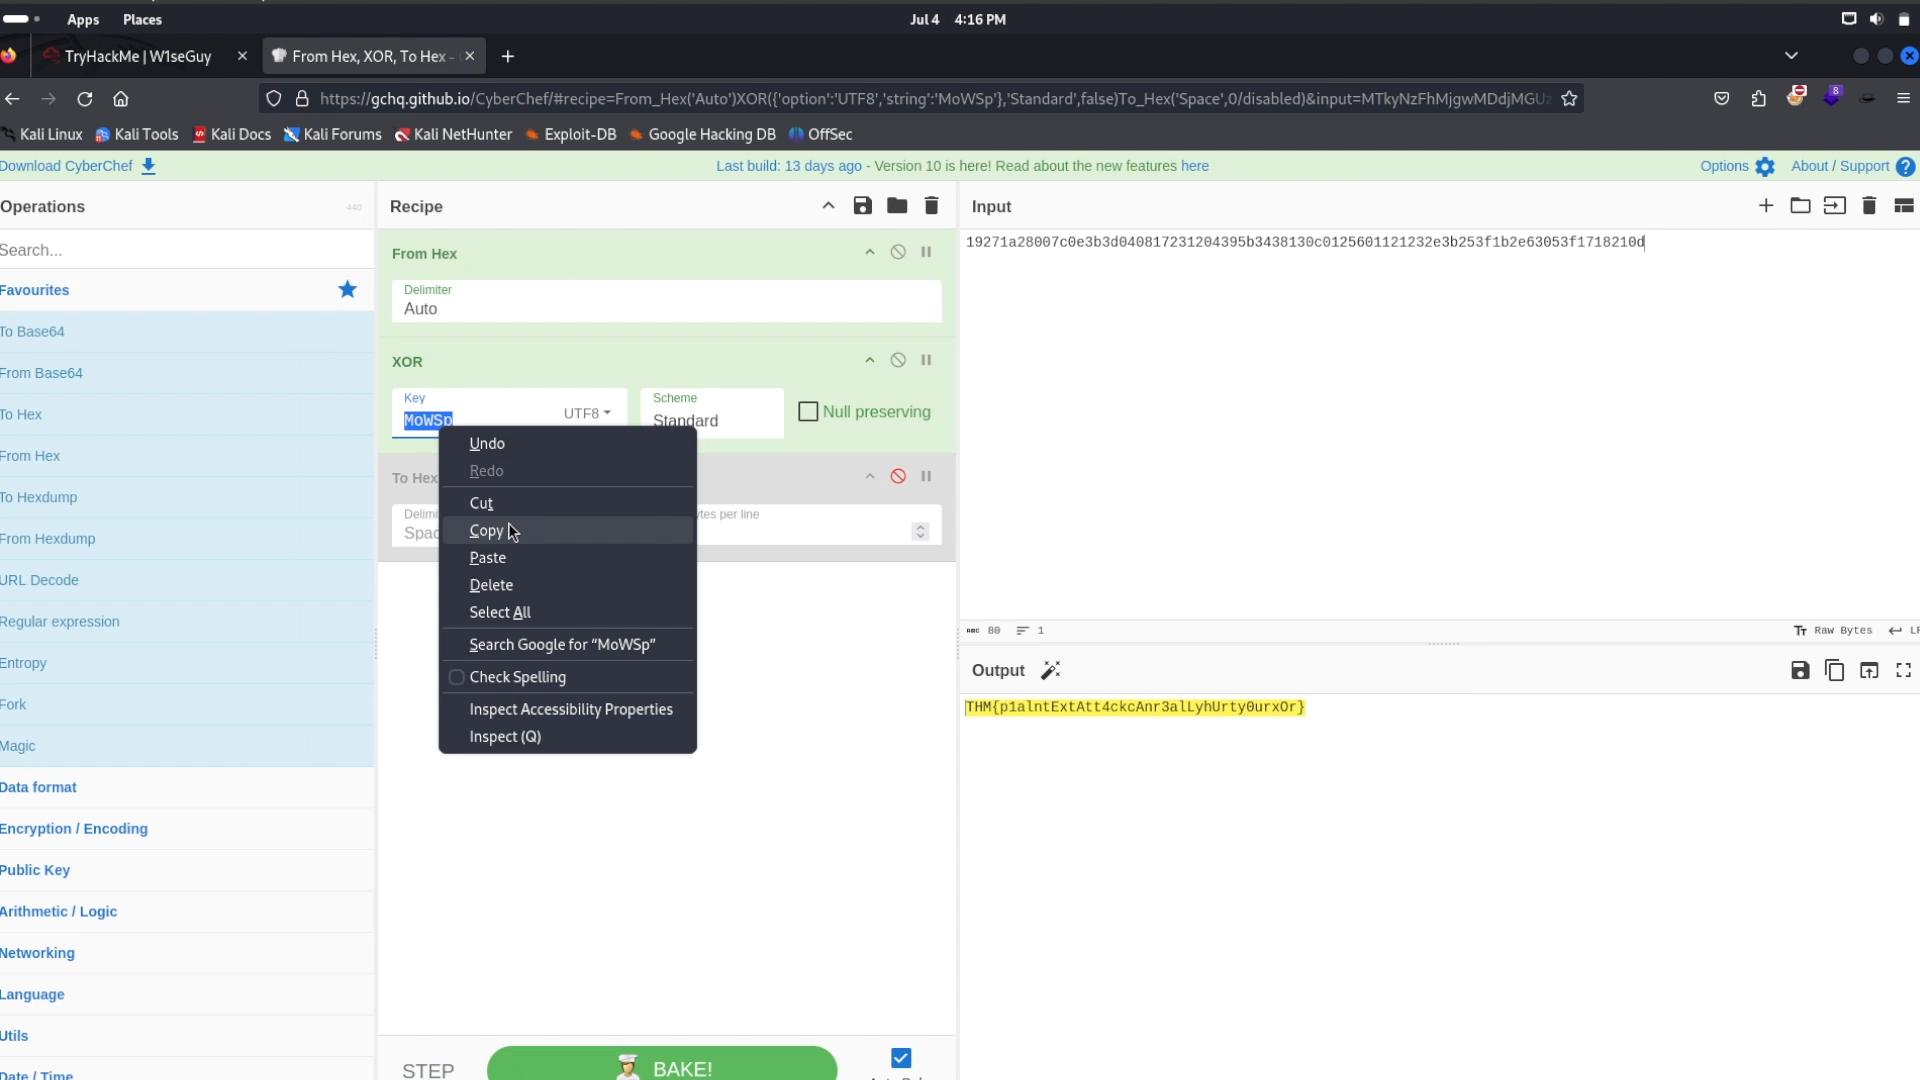 Apps Places Jul 4 4:16 PM
TryHackMe | W1seGuy From Hex, XOR, To Hex -
https://gchq.github.io/CyberChef/#recipe=From_Hex('Auto')XOR({'option':'UTF8','string':'MoWSp'},'Standard',false)To_Hex('Space',0/disabled)&input=MTkyNzFhMjgwMDdjMGUz
8
Kali Linux Kali Tools Kali Docs Kali Forums Kali NetHunter Exploit-DB Google Hacking DB OffSec
Download CyberChef Last build: 13 days ago - Version 10 is here! Read about the new features here Options About / Support
Operations 440
Search...
Favourites
To Base64
From Base64
To Hex
From Hex
To Hexdump
From Hexdump
URL Decode
Regular expression
Entropy
Fork
Magic
Data format
Encryption / Encoding
Public Key
Arithmetic / Logic
Networking
Language
Utils
Date / Time
Recipe
From Hex
Delimiter
Auto
XOR
Key
MoWSp UTF8
Scheme
Standard
Null preserving
To Hex
Delimi
Spac
tes per line
Undo
Redo
Cut
Copy
Paste
Delete
Select All
Search Google for “MoWSp”
Check Spelling
Inspect Accessibility Properties
Inspect (Q)
STEP BAKE!
Input
19271a28007c0e3b3d040817231204395b3438130c0125601121232e3b253f1b2e63053f1718210d
80 1 Raw Bytes LF
Output
THM{p1alntExtAtt4ckcAnr3alLyhUrty0urxOr}